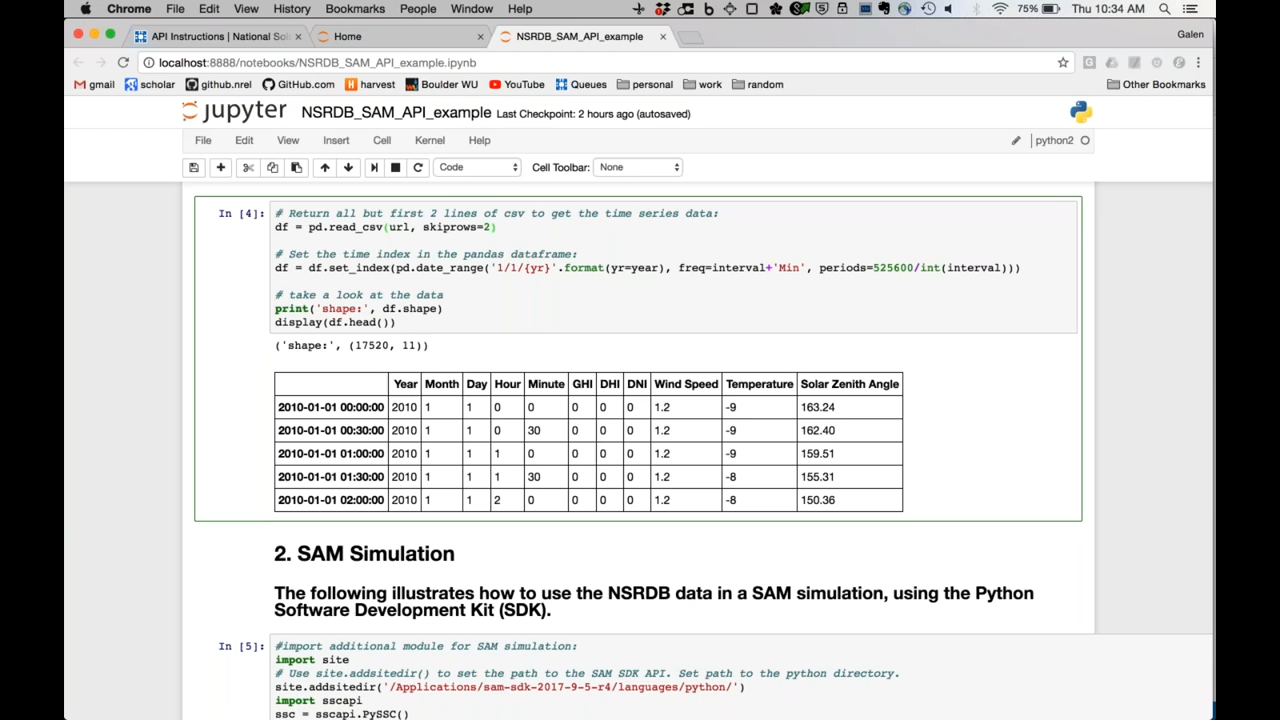 Chrome File Edit View History Bookmarks People Window Help 75% Thu 10:34 AM
API Instructions | National Sol Home NSRDB_SAM_API_example Galen
localhost:8888/notebooks/NSRDB_SAM_API_example.ipynb
gmail scholar github.nrel GitHub.com harvest Boulder WU YouTube Queues personal work random Other Bookmarks
jupyter NSRDB_SAM_API_example Last Checkpoint: 2 hours ago (autosaved)
File Edit View Insert Cell Kernel Help python2
Code Cell Toolbar: None
In [4]: # Return all but first 2 lines of csv to get the time series data:
df = pd.read_csv(url, skiprows=2)
# Set the time index in the pandas dataframe:
df = df.set_index(pd.date_range('1/1/{yr}'.format(yr=year), freq=interval+'Min', periods=525600/int(interval)))
# take a look at the data
print('shape:', df.shape)
display(df.head())
('shape:', (17520, 11))
Year Month Day Hour Minute GHI DHI DNI Wind Speed Temperature Solar Zenith Angle
2010-01-01 00:00:00 2010 1 1 0 0 0 0 0 1.2 -9 163.24
2010-01-01 00:30:00 2010 1 1 0 30 0 0 0 1.2 -9 162.40
2010-01-01 01:00:00 2010 1 1 1 0 0 0 0 1.2 -9 159.51
2010-01-01 01:30:00 2010 1 1 1 30 0 0 0 1.2 -8 155.31
2010-01-01 02:00:00 2010 1 1 2 0 0 0 0 1.2 -8 150.36
2. SAM Simulation
The following illustrates how to use the NSRDB data in a SAM simulation, using the Python
Software Development Kit (SDK).
In [5]: #import additional module for SAM simulation:
import site
# Use site.addsitedir() to set the path to the SAM SDK API. Set path to the python directory.
site.addsitedir('/Applications/sam-sdk-2017-9-5-r4/languages/python/')
import sscapi
ssc = sscapi.PySSC()